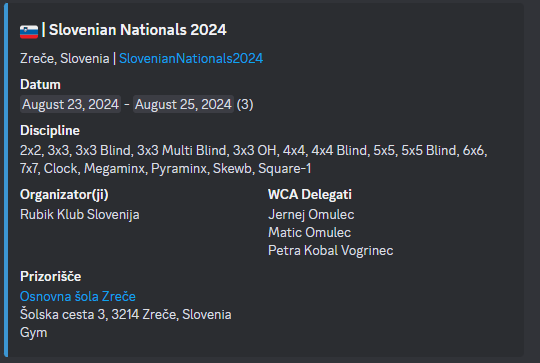 | Slovenian Nationals 2024
Zreče, Slovenia | SlovenianNationals2024
Datum
August 23, 2024 - August 25, 2024 (3)
Discipline
2x2, 3x3, 3x3 Blind, 3x3 Multi Blind, 3x3 OH, 4x4, 4x4 Blind, 5x5, 5x5 Blind, 6x6,
7x7, Clock, Megaminx, Pyraminx, Skewb, Square-1
Organizator(ji)
Rubik Klub Slovenija
WCA Delegati
Jernej Omulec
Matic Omulec
Petra Kobal Vogrinec
Prizorišče
Osnovna šola Zreče
Šolska cesta 3, 3214 Zreče, Slovenia
Gym